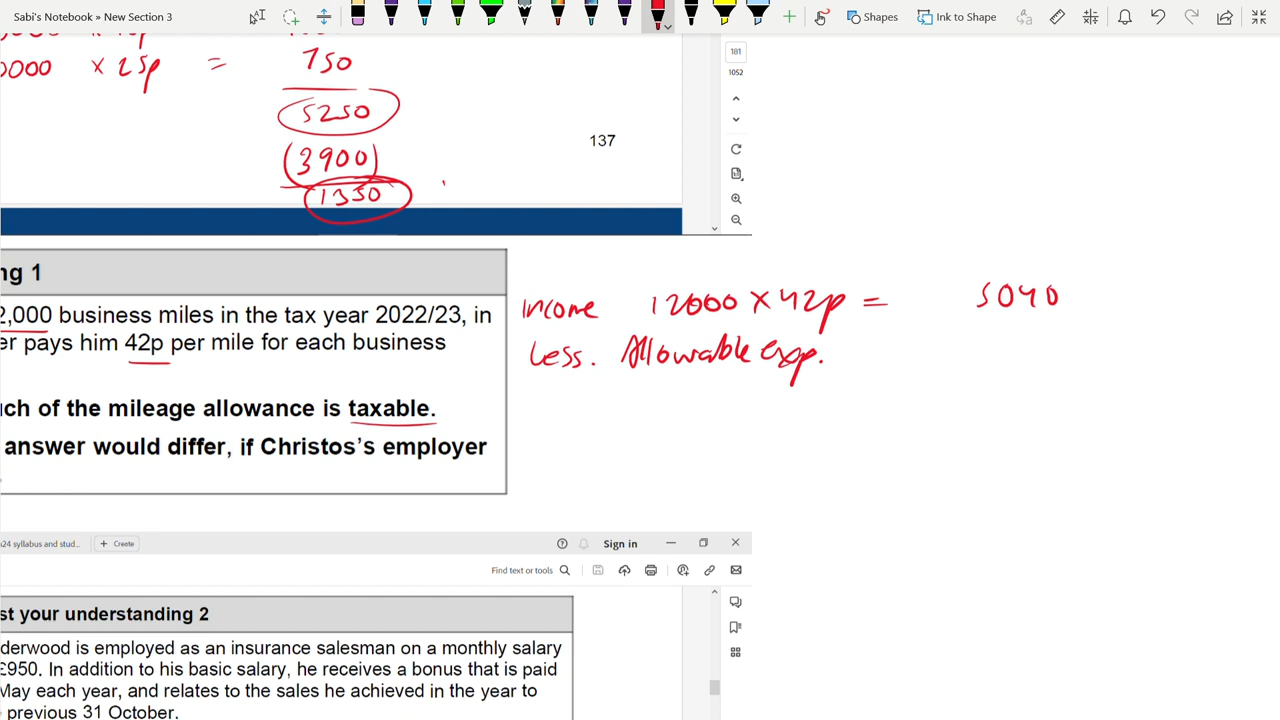 Sabi's Notebook » New Section 3
Shapes
Ink to Shape
0000 × 25p = 750
5250
(3900)
1350
137
181
1052
ng 1
2,000 business miles in the tax year 2022/23, in
er pays him 42p per mile for each business
uch of the mileage allowance is taxable.
answer would differ, if Christos's employer
Income 12000 × 42p = 5040
Less. Allowable exp.
a24 syllabus and stud...
+ Create
Sign in
Find text or tools
st your understanding 2
derwood is employed as an insurance salesman on a monthly salary
£950. In addition to his basic salary, he receives a bonus that is paid
May each year, and relates to the sales he achieved in the year to
previous 31 October.